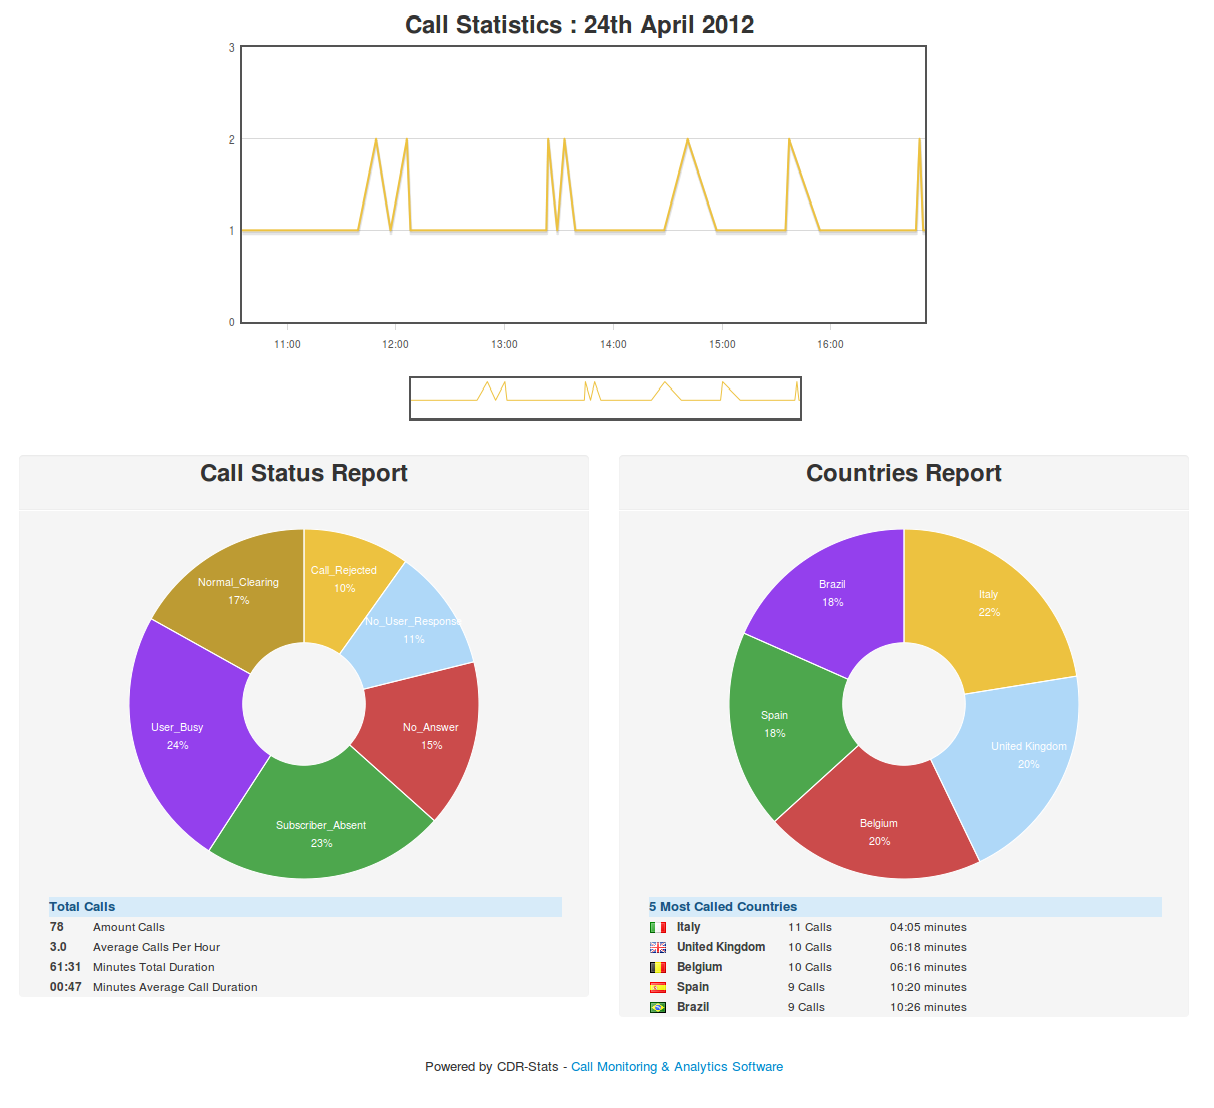 Call Statistics : 24th April 2012
3
2
1
0
11:00 12:00 13:00 14:00 15:00 16:00
Call Status Report
Normal_Clearing
17%
Call_Rejected
10%
No_User_Response
11%
No_Answer
15%
Subscriber_Absent
23%
User_Busy
24%
Total Calls
78 Amount Calls
3.0 Average Calls Per Hour
61:31 Minutes Total Duration
00:47 Minutes Average Call Duration
Countries Report
Brazil
18%
Italy
22%
United Kingdom
20%
Belgium
20%
Spain
18%
5 Most Called Countries
Italy 11 Calls 04:05 minutes
United Kingdom 10 Calls 06:18 minutes
Belgium 10 Calls 06:16 minutes
Spain 9 Calls 10:20 minutes
Brazil 9 Calls 10:26 minutes
Powered by CDR-Stats - Call Monitoring & Analytics Software